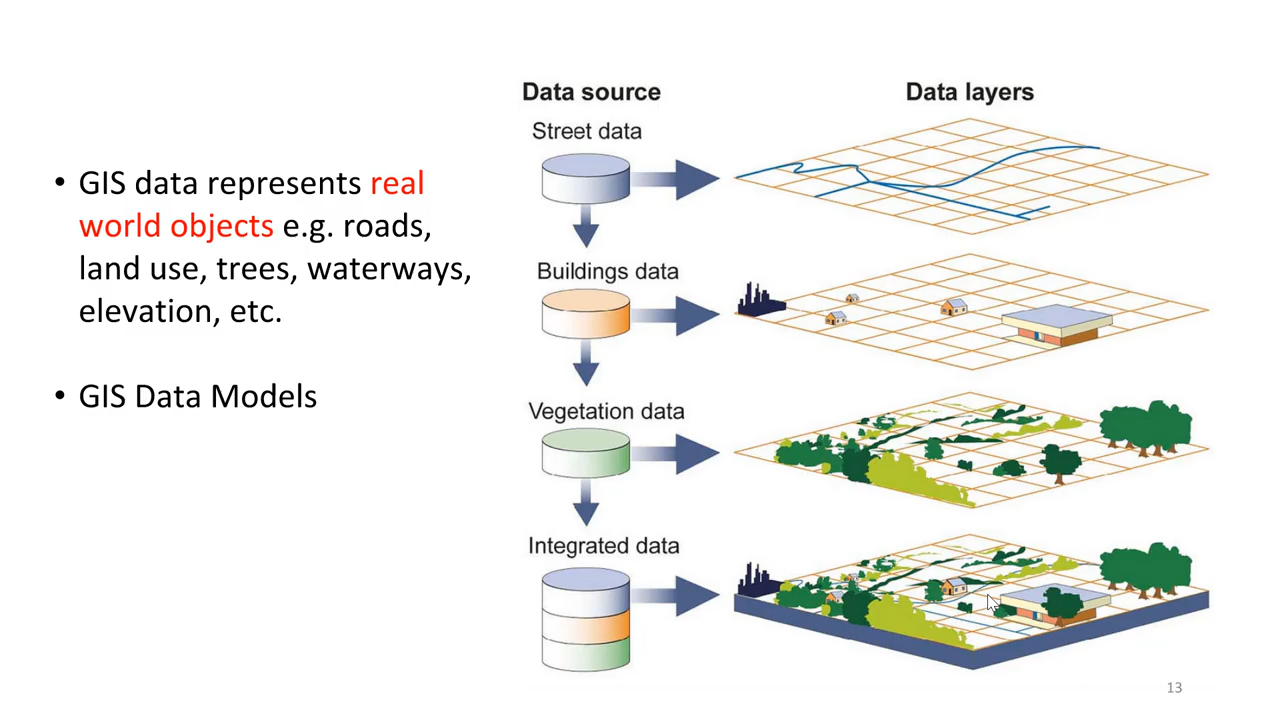 • GIS data represents real
world objects e.g. roads,
land use, trees, waterways,
elevation, etc.
• GIS Data Models
Data source
Data layers
Street data
Buildings data
Vegetation data
Integrated data
13